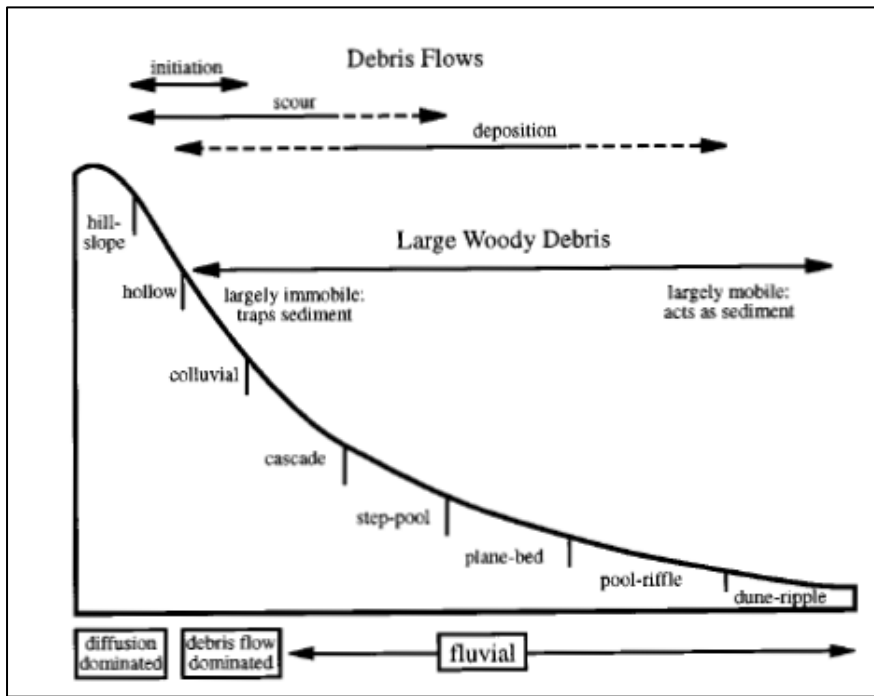 Debris Flows
initiation
scour
deposition
hill-
slope
Large Woody Debris
hollow
largely immobile:
traps sediment
largely mobile:
acts as sediment
colluvial
cascade
step-pool
plane-bed
pool-riffle
dune-ripple
diffusion
dominated
debris flow
dominated
fluvial